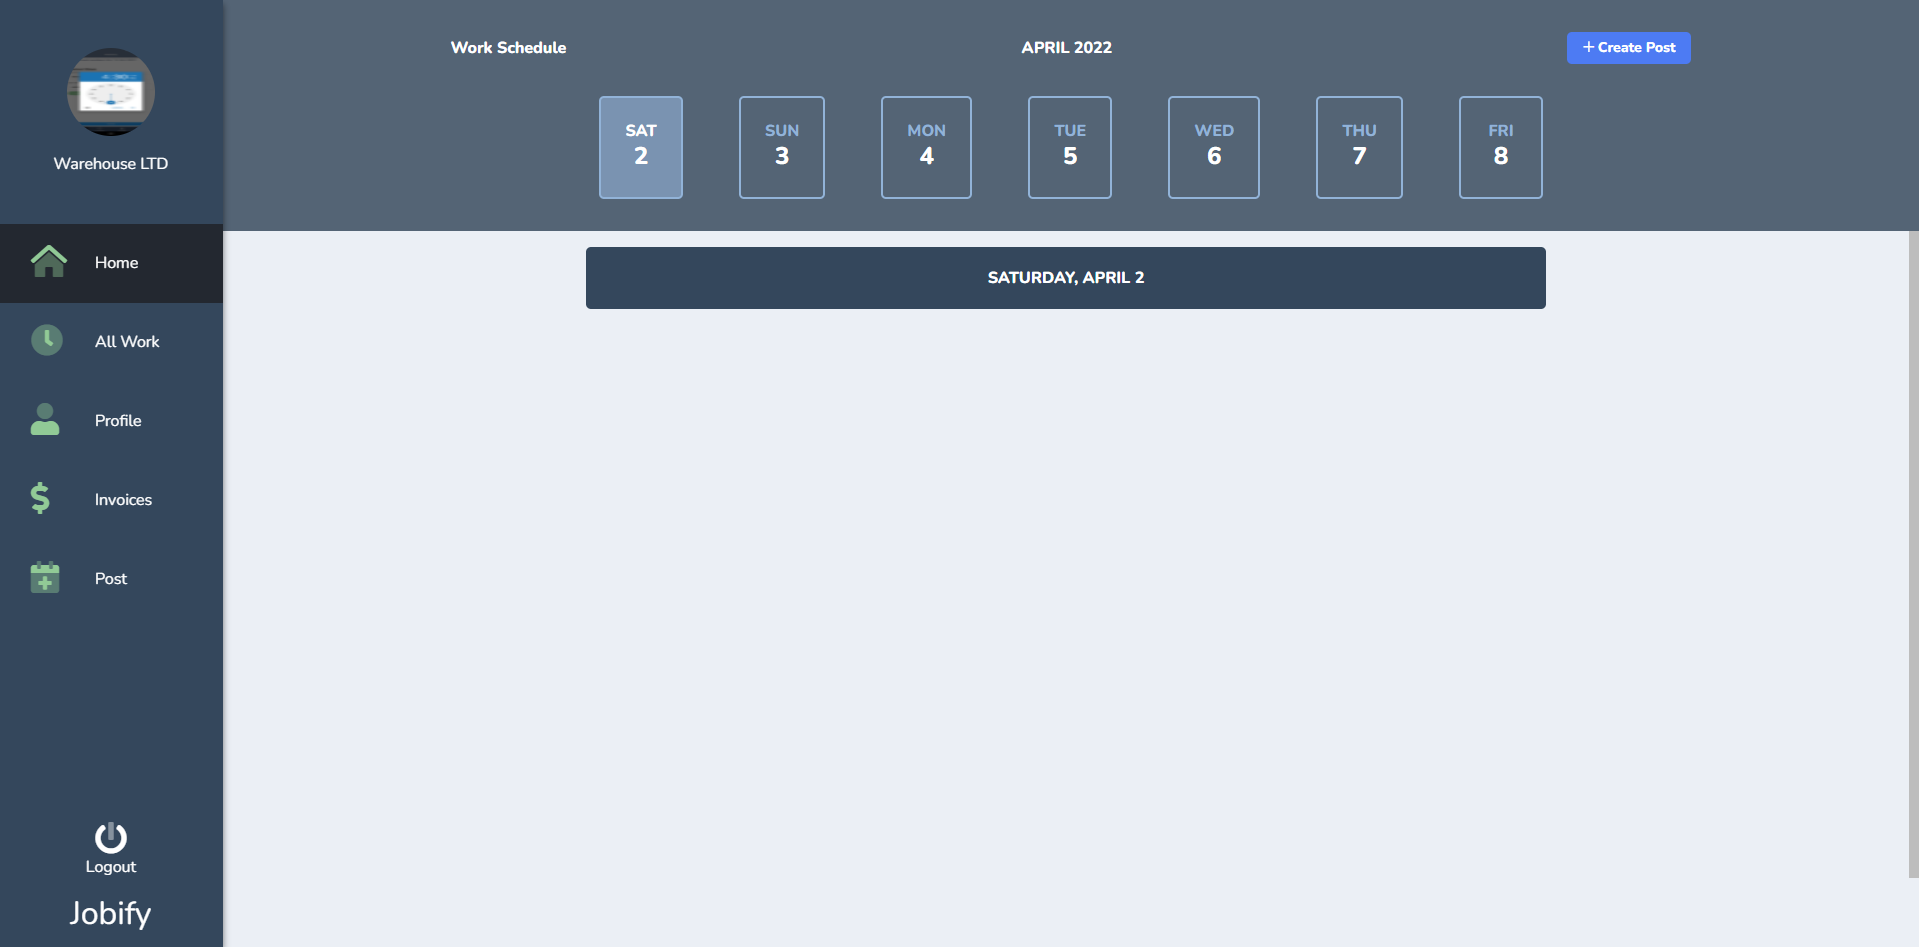 Warehouse LTD
Home
All Work
Profile
Invoices
Post
Logout
Jobify
Work Schedule
APRIL 2022
+ Create Post
SAT
2
SUN
3
MON
4
TUE
5
WED
6
THU
7
FRI
8
SATURDAY, APRIL 2